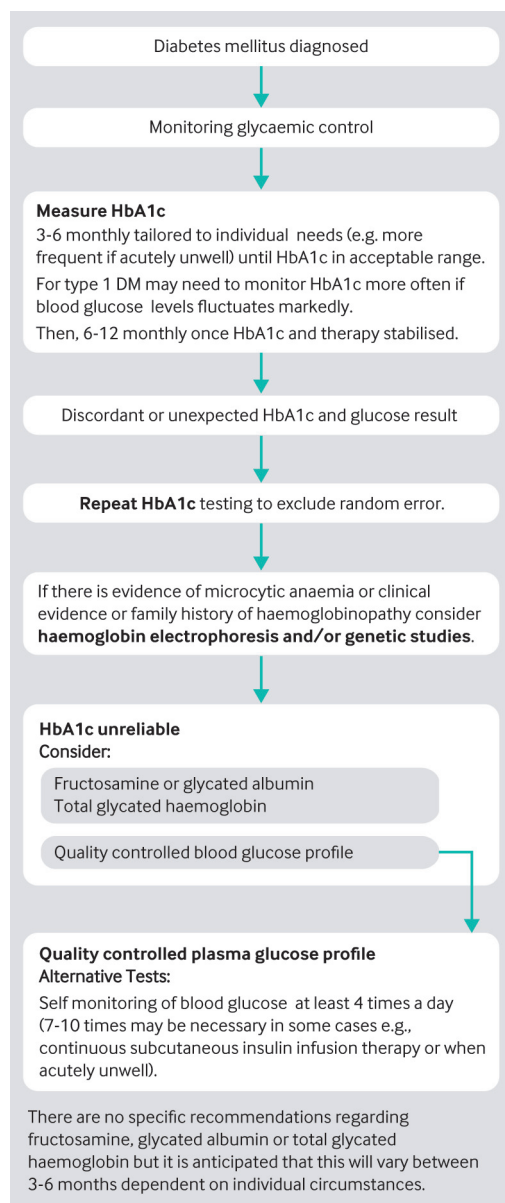 Diabetes mellitus diagnosed
Monitoring glycaemic control
Measure HbA1c
3-6 monthly tailored to individual needs (e.g. more
frequent if acutely unwell) until HbA1c in acceptable range.
For type 1 DM may need to monitor HbA1c more often if
blood glucose levels fluctuates markedly.
Then, 6-12 monthly once HbA1c and therapy stabilised.
Discordant or unexpected HbA1c and glucose result
Repeat HbA1c testing to exclude random error.
If there is evidence of microcytic anaemia or clinical
evidence or family history of haemoglobinopathy consider
haemoglobin electrophoresis and/or genetic studies.
HbA1c unreliable
Consider:
Fructosamine or glycated albumin
Total glycated haemoglobin
Quality controlled blood glucose profile
Quality controlled plasma glucose profile
Alternative Tests:
Self monitoring of blood glucose at least 4 times a day
(7-10 times may be necessary in some cases e.g.,
continuous subcutaneous insulin infusion therapy or when
acutely unwell).
There are no specific recommendations regarding
fructosamine, glycated albumin or total glycated
haemoglobin but it is anticipated that this will vary between
3-6 months dependent on individual circumstances.